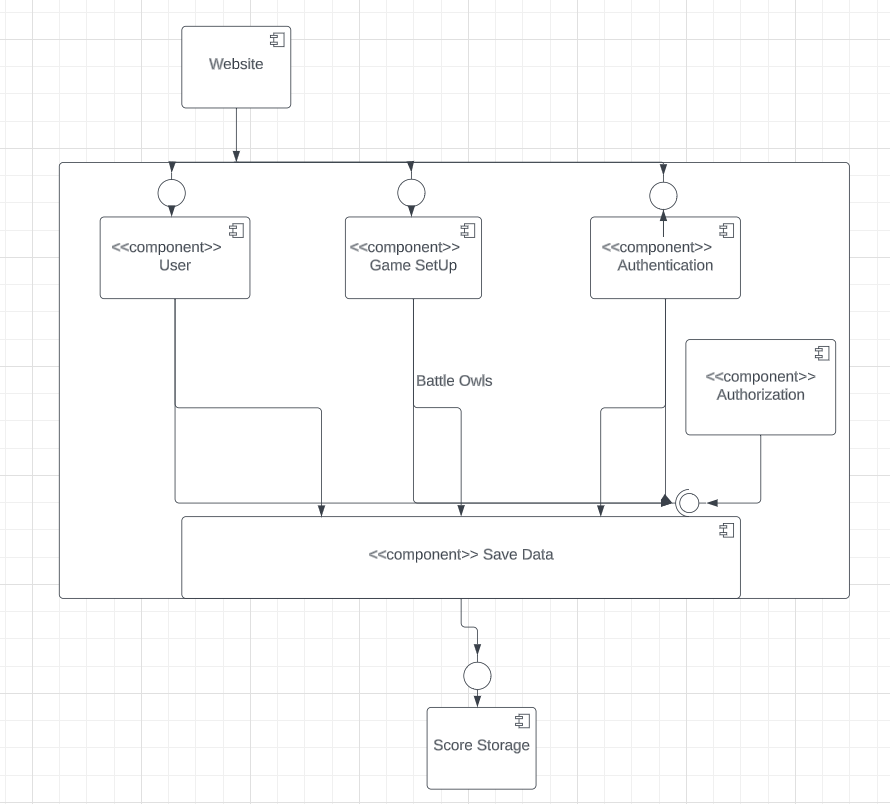 Website
<<component>>
User
<<component>>
Game SetUp
<<component>>
Authentication
Battle Owls
<<component>>
Authorization
<<component>> Save Data
Score Storage